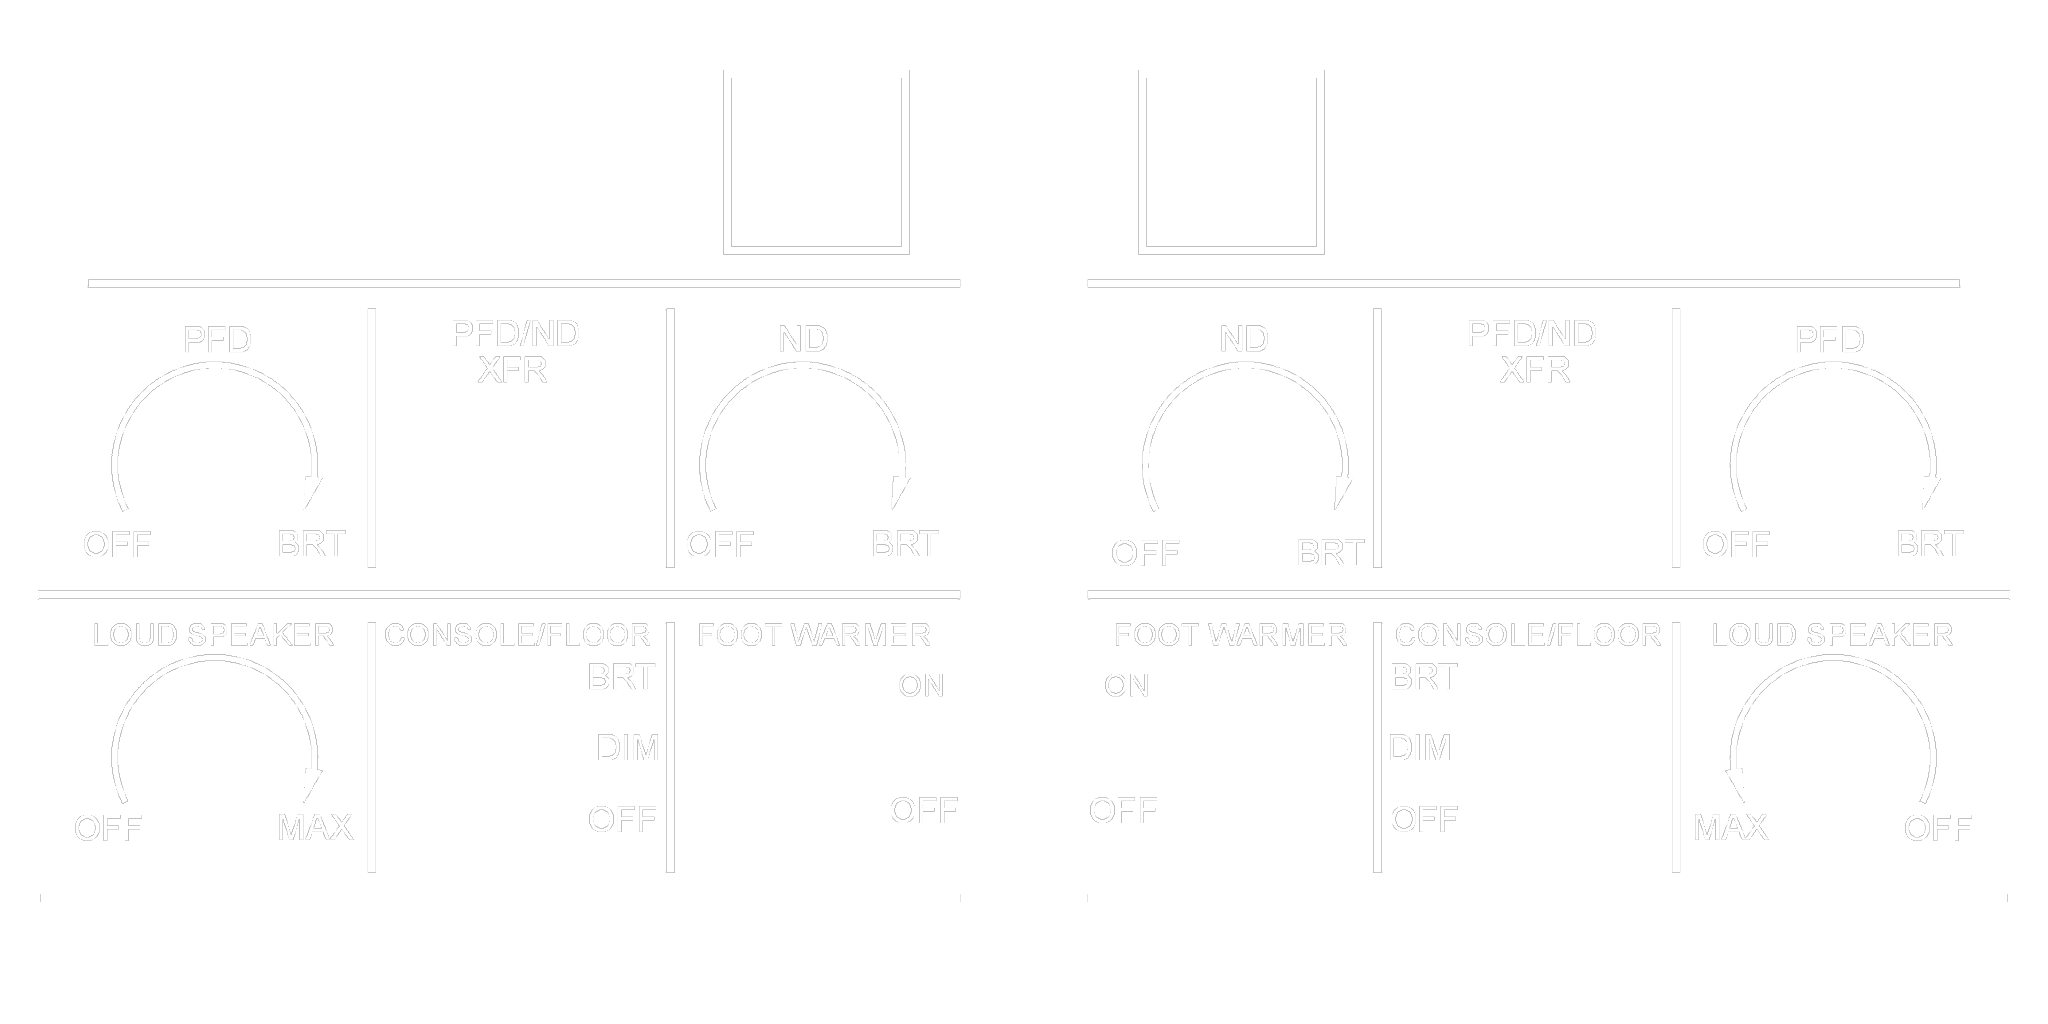 PFD
PFD/ND
XFR
ND
OFF
BRT
OFF
BRT
LOUD SPEAKER
CONSOLE/FLOOR
FOOT WARMER
BRT
ON
DIM
OFF
MAX
OFF
OFF
ND
PFD/ND
XFR
PFD
OFF
BRT
OFF
BRT
FOOT WARMER
CONSOLE/FLOOR
LOUD SPEAKER
ON
BRT
DIM
OFF
OFF
MAX
OFF